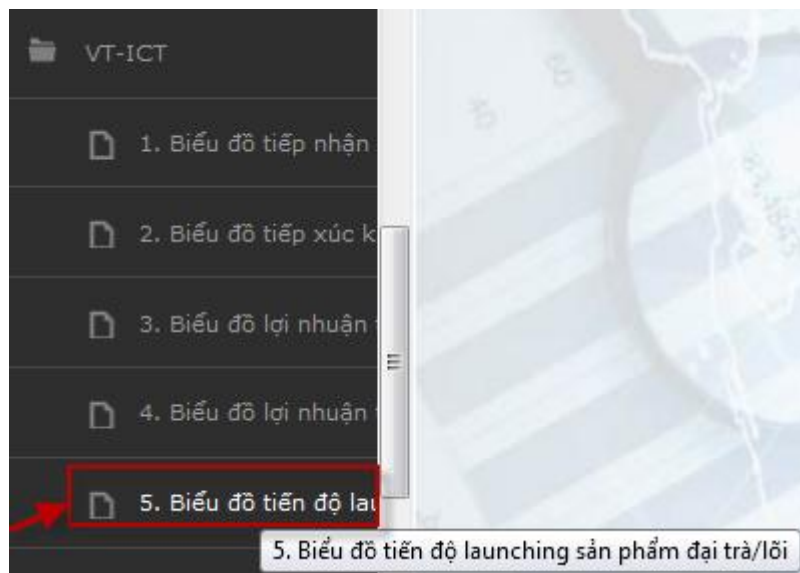 VT-ICT
1. Biểu đồ tiếp nhận
2. Biểu đồ tiếp xúc k
3. Biểu đồ lợi nhuận
4. Biểu đồ lợi nhuận
5. Biểu đồ tiến độ lau
5. Biểu đồ tiến độ launching sản phẩm đại trà/lõi